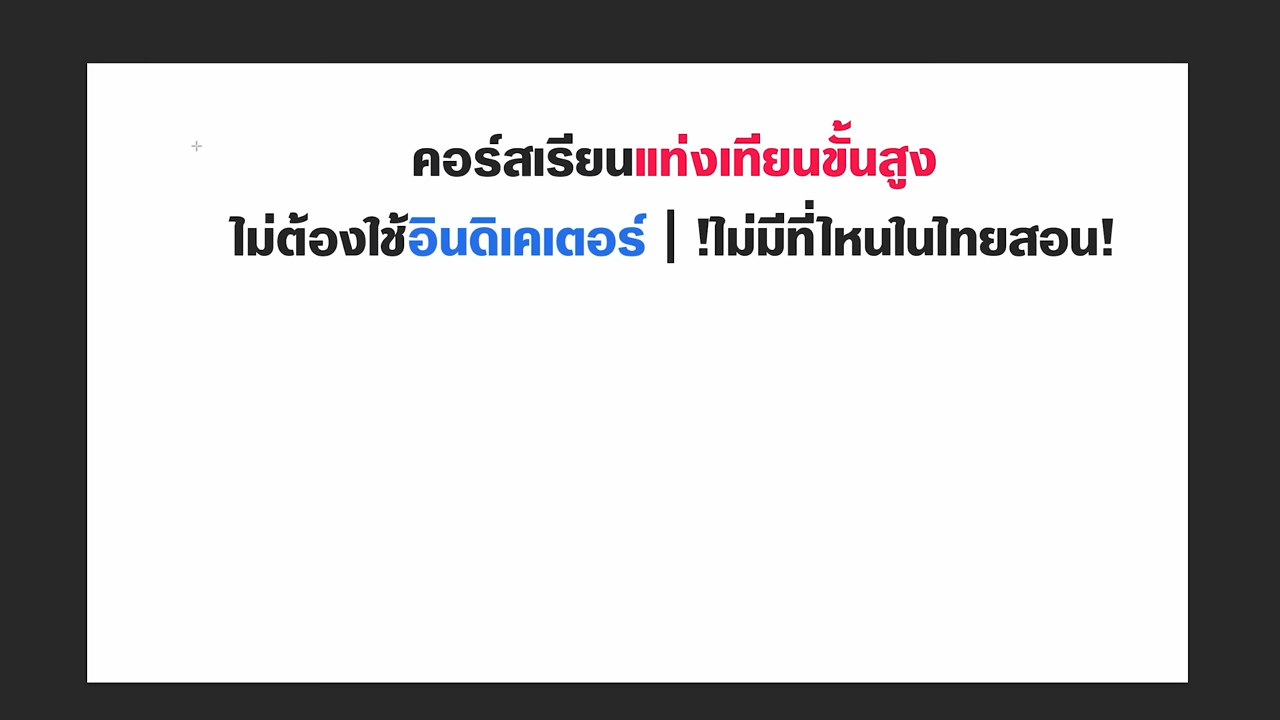 คอร์สเรียนแท่งเทียนขั้นสูง
ไม่ต้องใช้อินดิเคเตอร์ | !ไม่มีที่ไหนในไทยสอน!